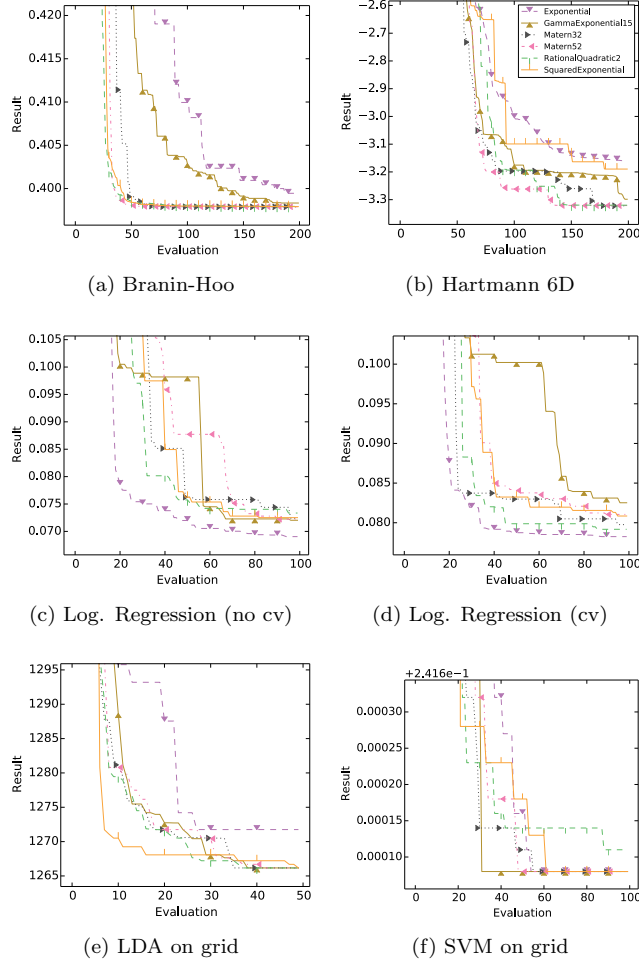 0.420
0.415
0.410
0.405
0.400
Result
0 50 100 150 200
Evaluation
(a) Branin-Hoo
−2.6
−2.7
−2.8
−2.9
−3.0
−3.1
−3.2
−3.3
Result
Exponential
GammaExponential15
Matern32
Matern52
RationalQuadratic2
SquaredExponential
0 50 100 150 200
Evaluation
(b) Hartmann 6D
0.105
0.100
0.095
0.090
0.085
0.080
0.075
0.070
Result
0 20 40 60 80 100
Evaluation
(c) Log. Regression (no cv)
0.100
0.095
0.090
0.085
0.080
Result
0 20 40 60 80 100
Evaluation
(d) Log. Regression (cv)
1295
1290
1285
1280
1275
1270
1265
Result
0 10 20 30 40 50
Evaluation
(e) LDA on grid
+2.416e−1
0.00030
0.00025
0.00020
0.00015
0.00010
Result
0 20 40 60 80 100
Evaluation
(f) SVM on grid